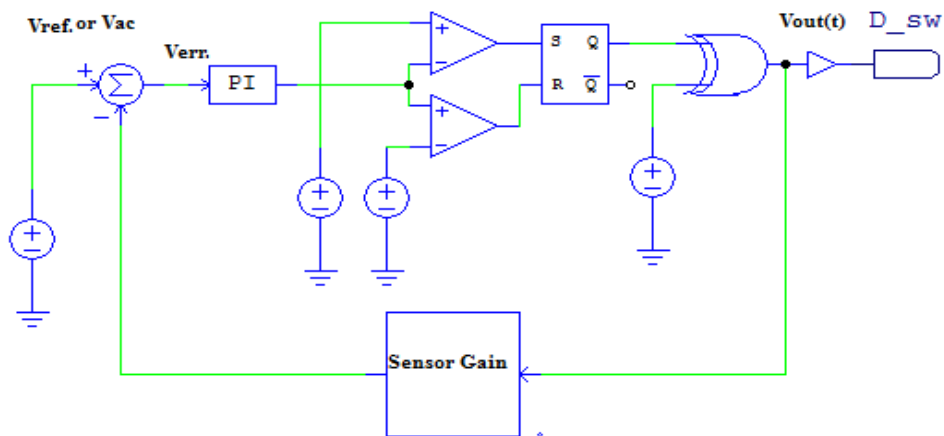 Vref. or Vac
Vout(t) D_sw
Verr.
+
Σ
−
PI
+
−
+
−
S Q
R Q̅
+
−
+
−
+
−
+
−
Sensor Gain